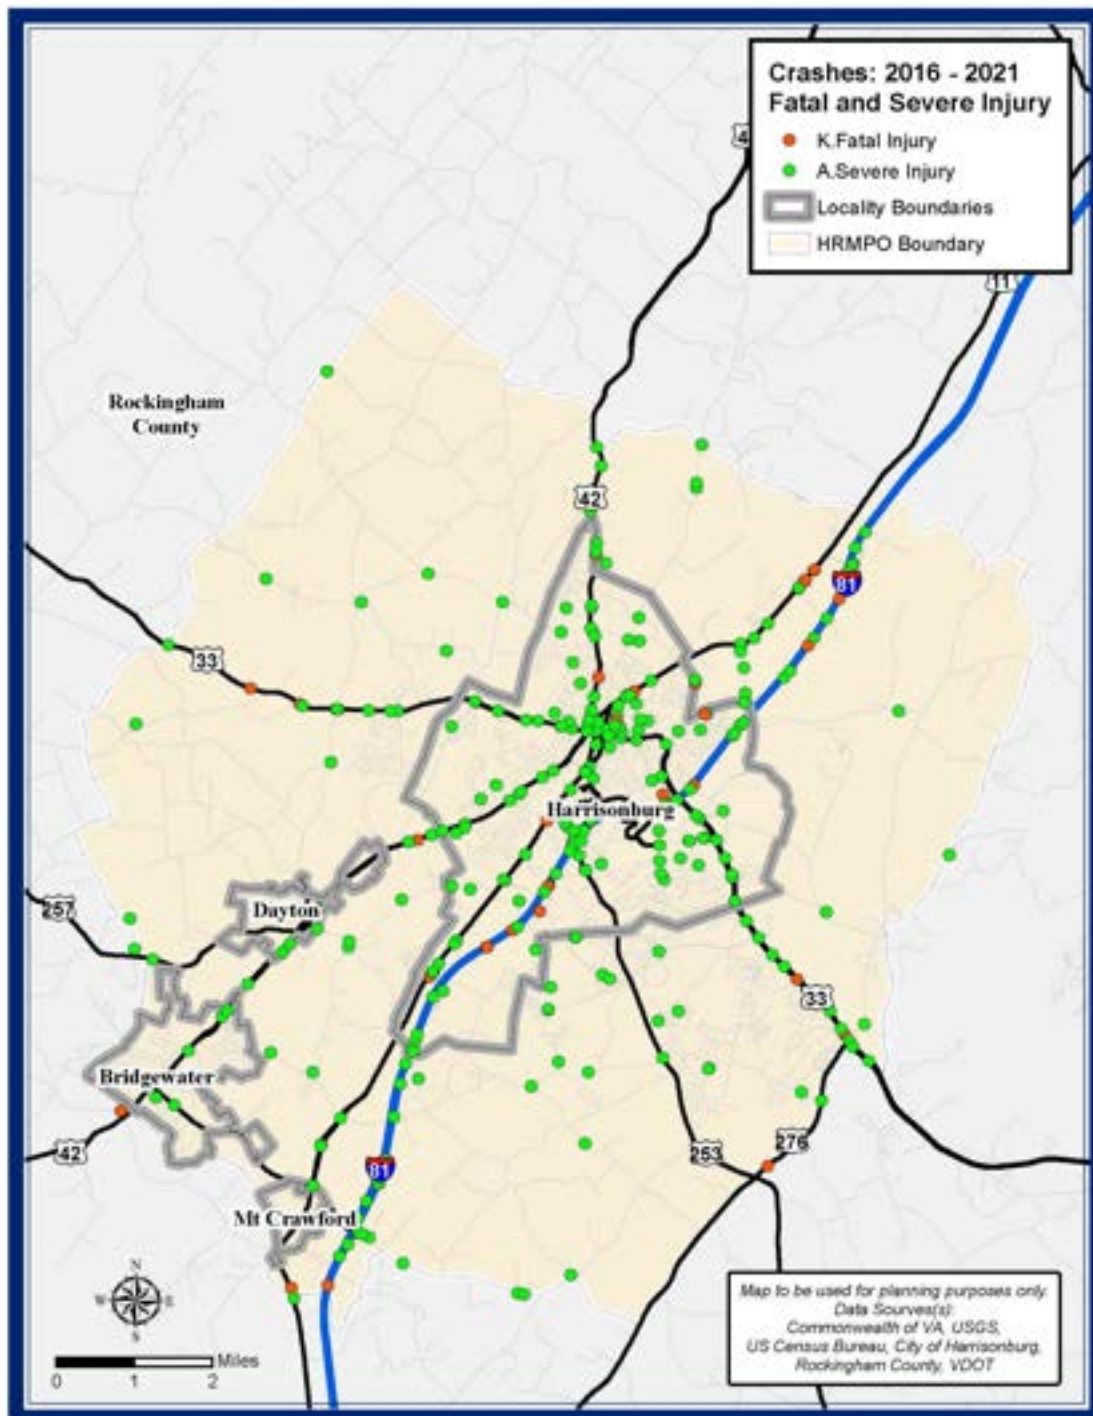 Crashes: 2016 - 2021
Fatal and Severe Injury
K.Fatal Injury
A.Severe Injury
Locality Boundaries
HRMPO Boundary
4
11
Rockingham
County
42
81
33
Harrisonburg
257
Dayton
33
Bridgewater
42
253
276
81
Mt Crawford
N
W E
S
Miles
0 1 2
Map to be used for planning purposes only.
Data Sourves(s):
Commonwealth of VA, USGS,
US Census Bureau, City of Harrisonburg,
Rockingham County, VDOT